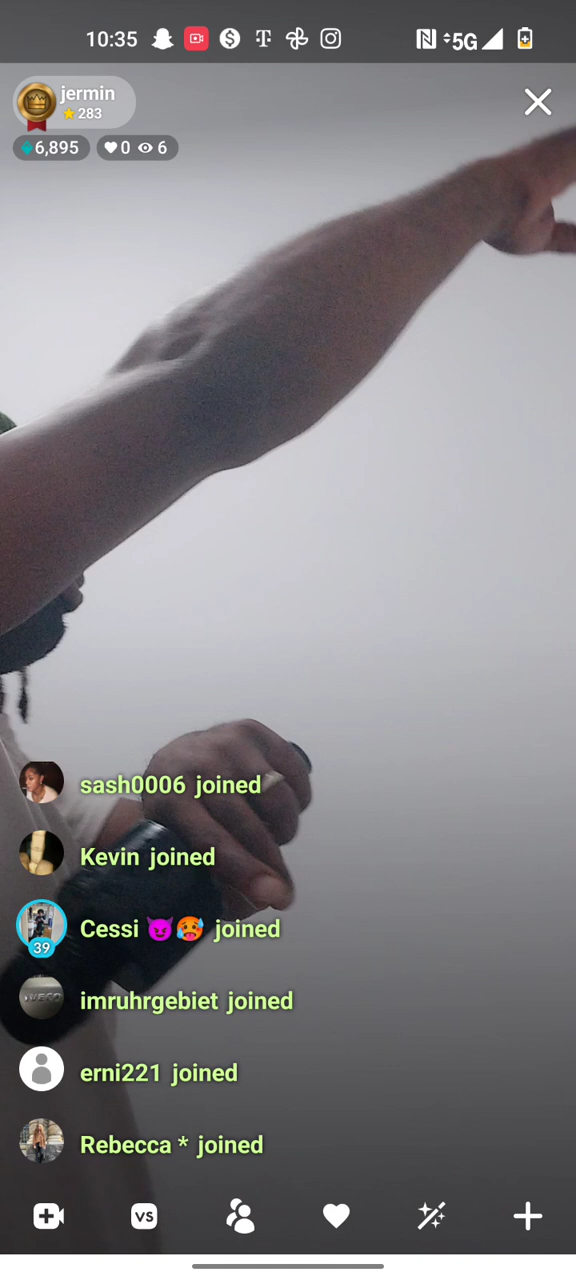 10:35
5G
jermin
283
6,895
0
6
sash0006 joined
Kevin joined
Cessi 😈🥵 joined
39
imruhrgebiet joined
IVECO
erni221 joined
Rebecca * joined
VS